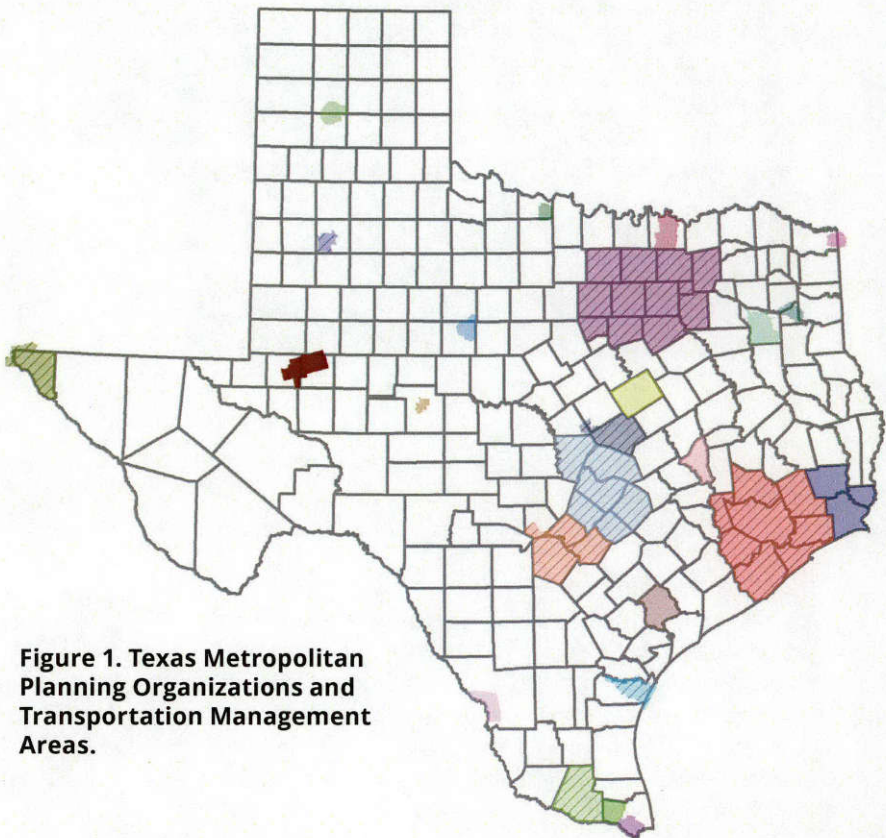 Figure 1. Texas Metropolitan
Planning Organizations and
Transportation Management
Areas.